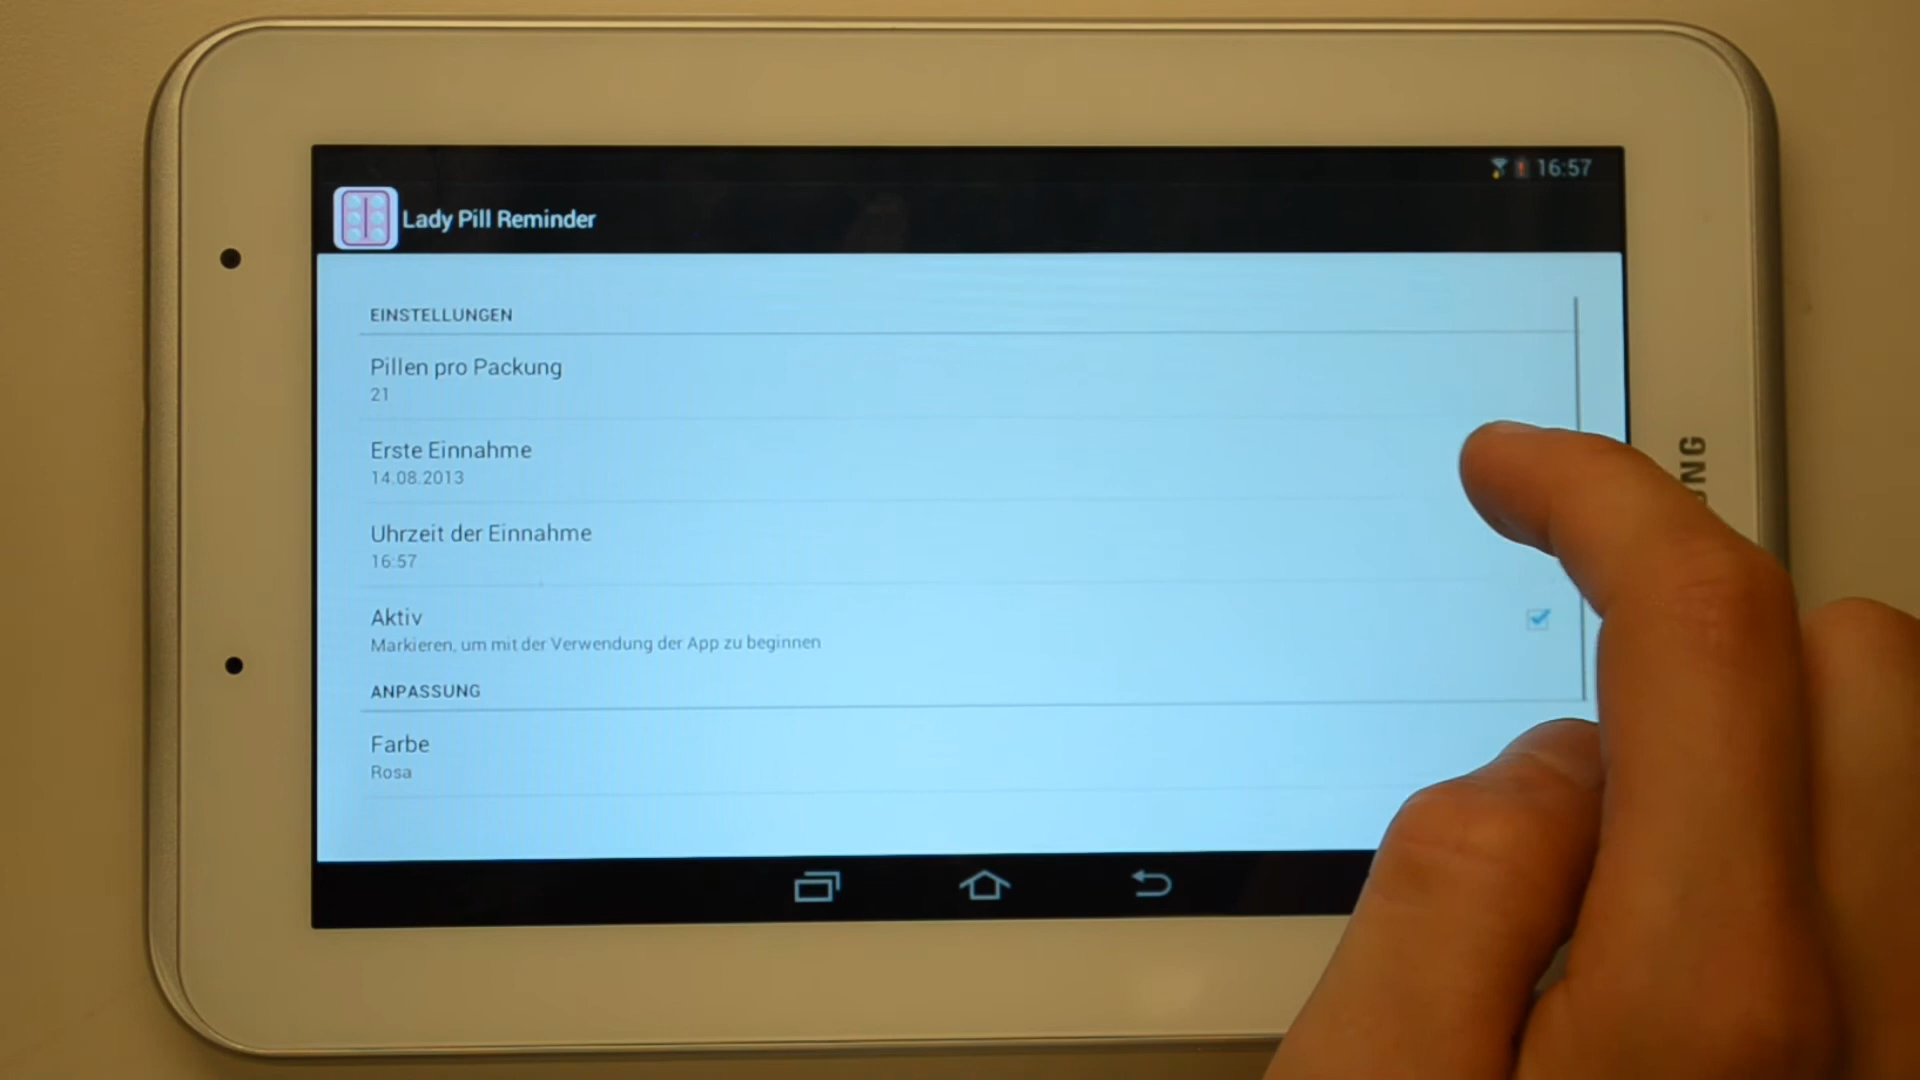 16:57
Lady Pill Reminder
EINSTELLUNGEN
Pillen pro Packung
21
Erste Einnahme
14.08.2013
Uhrzeit der Einnahme
16:57
Aktiv
Markieren, um mit der Verwendung der App zu beginnen
ANPASSUNG
Farbe
Rosa